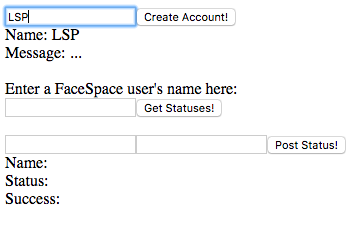 LSP Create Account!
Name: LSP
Message: ...
Enter a FaceSpace user's name here:
Get Statuses!
Post Status!
Name:
Status:
Success: